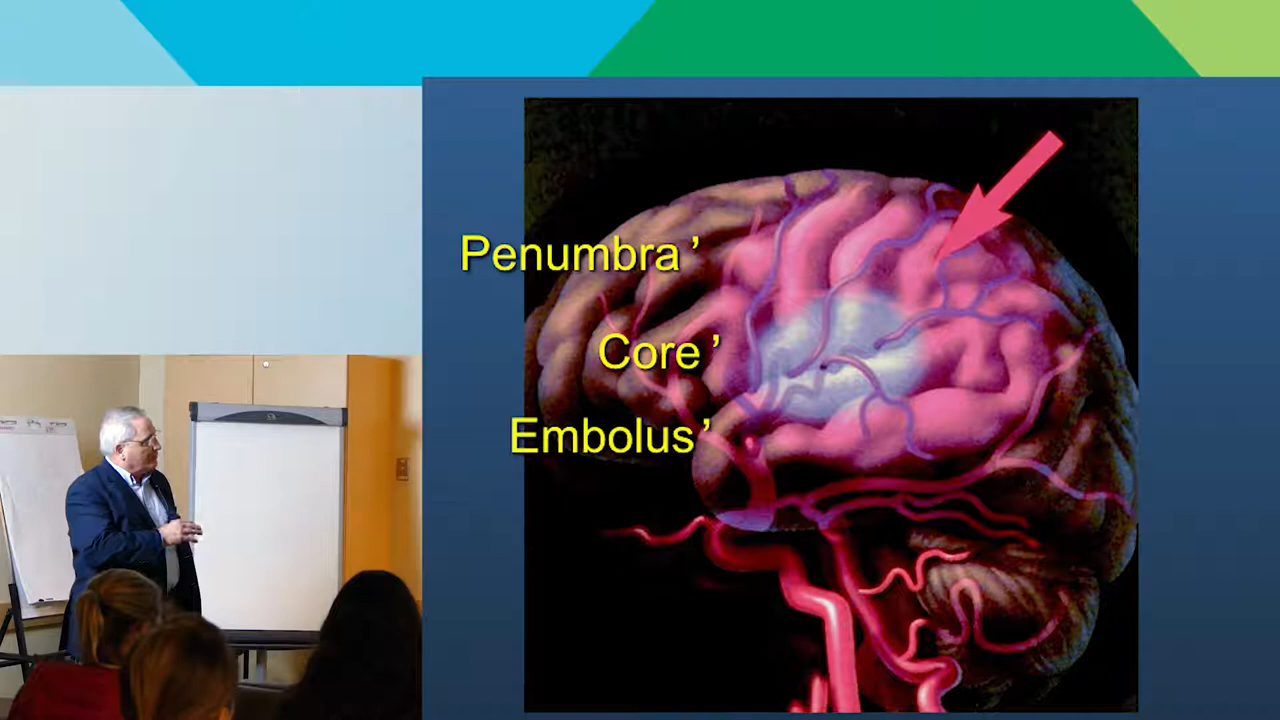 Penumbra ’
Core ’
Embolus ’